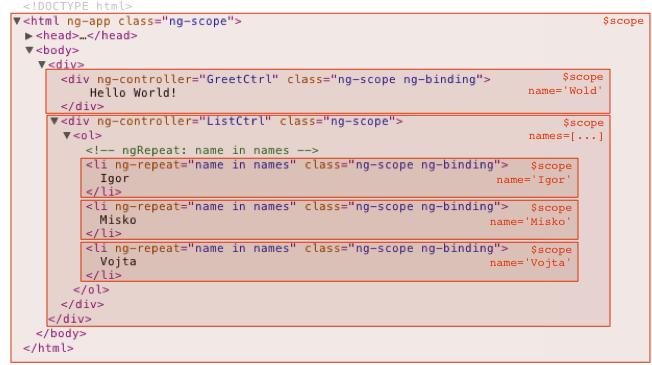 <!DOCTYPE html>
▼<html ng-app class="ng-scope"> $scope
▶<head>…</head>
▼<body>
▼<div>
<div ng-controller="GreetCtrl" class="ng-scope ng-binding"> $scope
Hello World! name='Wold'
</div>
▼<div ng-controller="ListCtrl" class="ng-scope"> $scope
▼<ol> names=[...]
<!-- ngRepeat: name in names -->
<li ng-repeat="name in names" class="ng-scope ng-binding"> $scope
Igor name='Igor'
</li>
<li ng-repeat="name in names" class="ng-scope ng-binding"> $scope
Misko name='Misko'
</li>
<li ng-repeat="name in names" class="ng-scope ng-binding"> $scope
Vojta name='Vojta'
</li>
</ol>
</div>
</div>
</body>
</html>